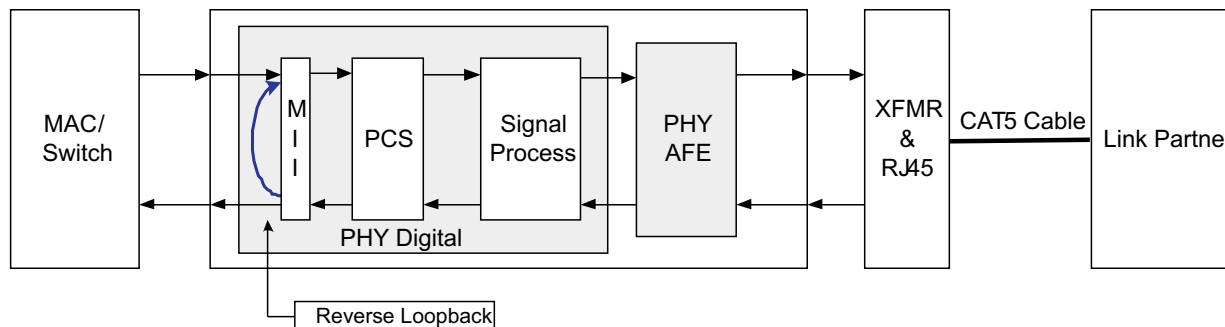 MAC/
Switch
M
I
I
PCS
Signal
Process
PHY Digital
PHY
AFE
XFMR
&
RJ45
CAT5 Cable
Link Partne
Reverse Loopback